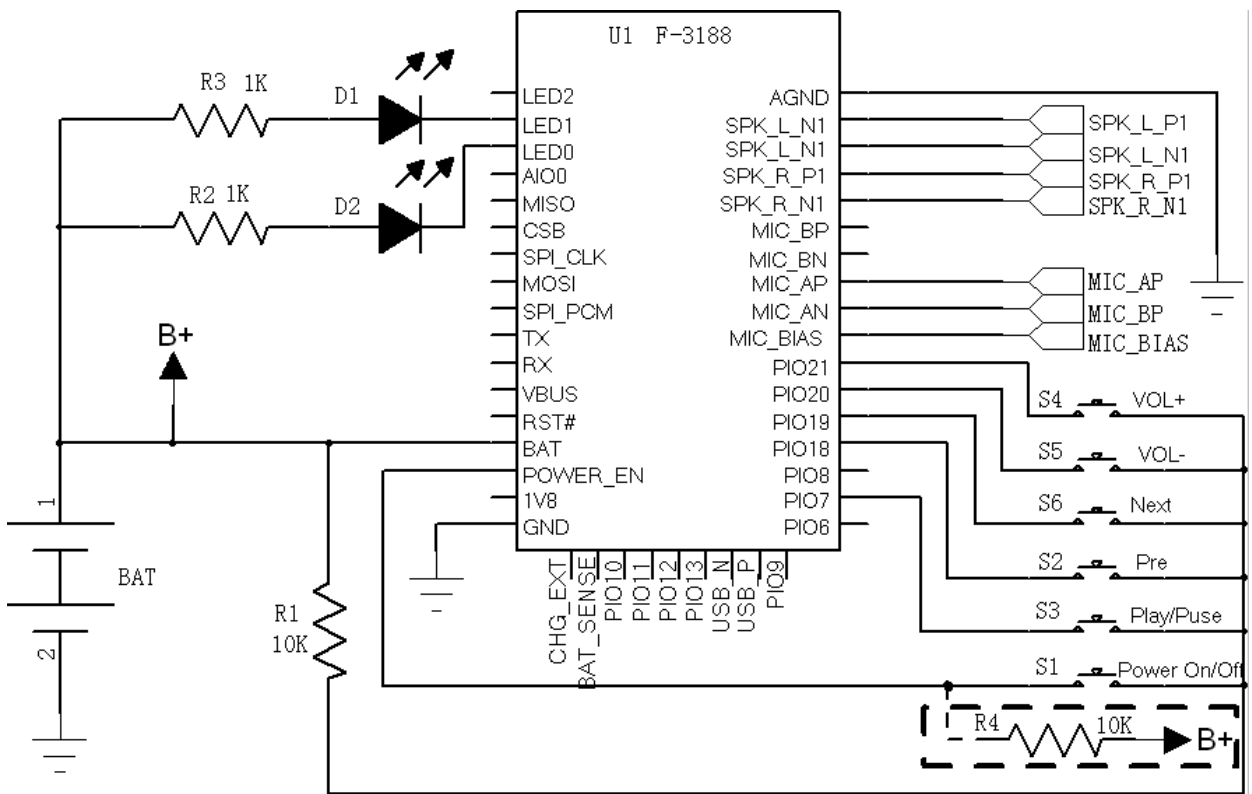 U1 F-3188
R3 1K
D1
R2 1K
D2
B+
1
BAT
2
R1
10K
LED2
LED1
LED0
AIO0
MISO
CSB
SPI_CLK
MOSI
SPI_PCM
TX
RX
VBUS
RST#
BAT
POWER_EN
1V8
GND
CHG_EXT
BAT_SENSE
PIO10
PIO11
PIO12
PIO13
USB_N
USB_P
PIO9
AGND
SPK_L_N1
SPK_L_N1
SPK_R_P1
SPK_R_N1
MIC_BP
MIC_BN
MIC_AP
MIC_AN
MIC_BIAS
PIO21
PIO20
PIO19
PIO18
PIO8
PIO7
PIO6
SPK_L_P1
SPK_L_N1
SPK_R_P1
SPK_R_N1
MIC_AP
MIC_BP
MIC_BIAS
S4 VOL+
S5 VOL-
S6 Next
S2 Pre
S3 Play/Puse
S1 Power On/Off
R4 10K B+